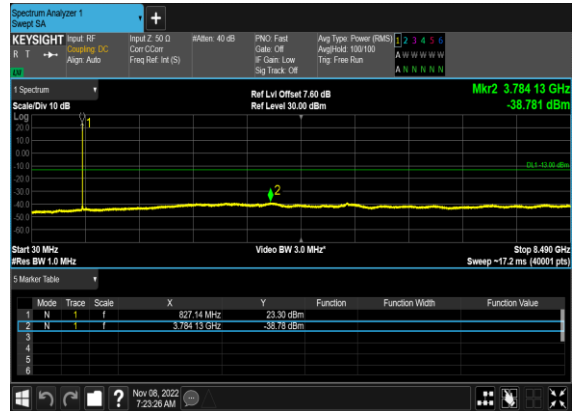 Spectrum Analyzer 1
Swept SA
+
KEYSIGHT Input: RF Input Z: 50 Ω #Atten: 40 dB PNO: Fast Avg Type: Power (RMS) 1 2 3 4 5 6
R T Coupling: DC Corr CCorr Gate: Off Avg|Hold: 100/100 A W W W W W
Align: Auto Freq Ref: Int (S) IF Gain: Low Trig: Free Run A N N N N N
Sig Track: Off
1 Spectrum
Ref Lvl Offset 7.60 dB Mkr2 3.784 13 GHz
Scale/Div 10 dB Ref Level 30.00 dBm -38.781 dBm
Log
20.0
10.0
0.00
-10.0
-20.0
-30.0
-40.0
-50.0
-60.0
1
DL1 -13.00 dBm
2
Start 30 MHz Video BW 3.0 MHz* Stop 8.490 GHz
#Res BW 1.0 MHz Sweep ~17.2 ms (40001 pts)
5 Marker Table
Mode Trace Scale X Y Function Function Width Function Value
1 N 1 f 827.14 MHz 23.30 dBm
2 N 1 f 3.784 13 GHz -38.78 dBm
3
4
5
6
? Nov 08, 2022
7:23:26 AM